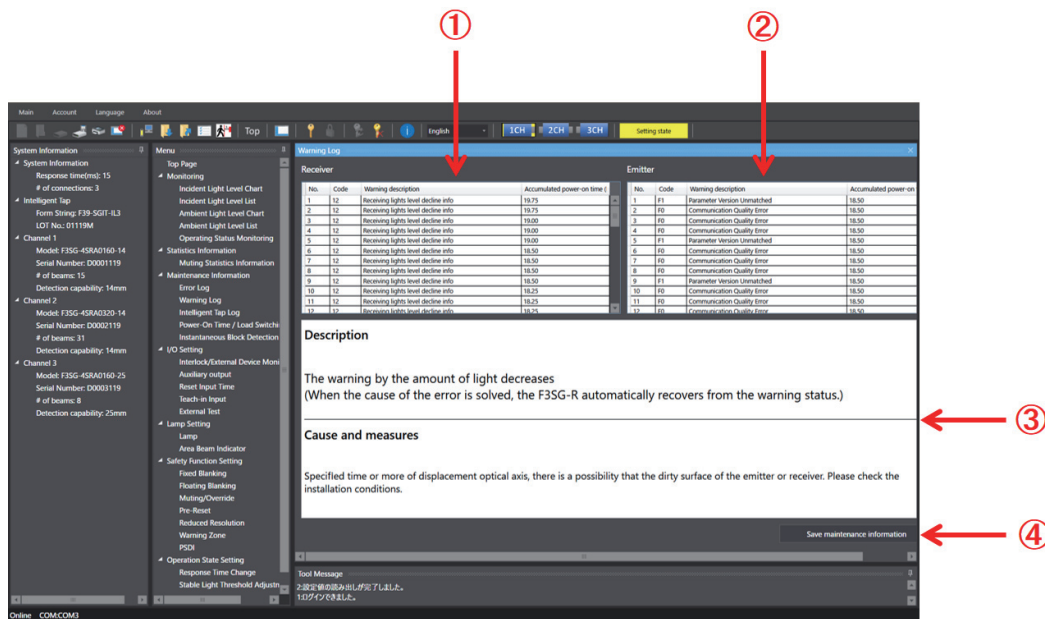 ①
②
Main Account Language About
Top English 1CH 2CH 3CH Setting state
System Information
System Information
Response time(ms): 15
# of connections: 3
Intelligent Tap
Form String: F39-SGIT-IL3
LOT No.: 01119M
Channel 1
Model: F3SG-4SRA0160-14
Serial Number: D0001119
# of beams: 15
Detection capability: 14mm
Channel 2
Model: F3SG-4SRA0320-14
Serial Number: D0002119
# of beams: 31
Detection capability: 14mm
Channel 3
Model: F3SG-4SRA0160-25
Serial Number: D0003119
# of beams: 8
Detection capability: 25mm
Menu
Top Page
Monitoring
Incident Light Level Chart
Incident Light Level List
Ambient Light Level Chart
Ambient Light Level List
Operating Status Monitoring
Statistics Information
Muting Statistics Information
Maintenance Information
Error Log
Warning Log
Intelligent Tap Log
Power-On Time / Load Switchi
Instantaneous Block Detection
I/O Setting
Interlock/External Device Moni
Auxiliary output
Reset Input Time
Teach-in Input
External Test
Lamp Setting
Lamp
Area Beam Indicator
Safety Function Setting
Fixed Blanking
Floating Blanking
Muting/Override
Pre-Reset
Reduced Resolution
Warning Zone
PSDI
Operation State Setting
Response Time Change
Stable Light Threshold Adjustn
Warning Log
Receiver
No. Code Warning description Accumulated power-on time (
1 12 Receiving lights level decline info 19.75
2 12 Receiving lights level decline info 19.75
3 12 Receiving lights level decline info 19.00
4 12 Receiving lights level decline info 19.00
5 12 Receiving lights level decline info 19.00
6 12 Receiving lights level decline info 18.50
7 12 Receiving lights level decline info 18.50
8 12 Receiving lights level decline info 18.50
9 12 Receiving lights level decline info 18.50
10 12 Receiving lights level decline info 18.25
11 12 Receiving lights level decline info 18.25
12 12 Receiving lights level decline info 18.25
Emitter
No. Code Warning description Accumulated power-on
1 F1 Parameter Version Unmatched 18.50
2 F0 Communication Quality Error 18.50
3 F0 Communication Quality Error 18.50
4 F0 Communication Quality Error 18.50
5 F1 Parameter Version Unmatched 18.50
6 F0 Communication Quality Error 18.50
7 F0 Communication Quality Error 18.50
8 F0 Communication Quality Error 18.50
9 F1 Parameter Version Unmatched 18.50
10 F0 Communication Quality Error 18.50
11 F0 Communication Quality Error 18.50
12 F0 Communication Quality Error 18.50
Description
The warning by the amount of light decreases
(When the cause of the error is solved, the F3SG-R automatically recovers from the warning status.)
③
Cause and measures
Specified time or more of displacement optical axis, there is a possibility that the dirty surface of the emitter or receiver. Please check the
installation conditions.
Save maintenance information
④
Tool Message
2:設定値の読み出しが完了しました。
1:ログインできました。
Online COM:COM3